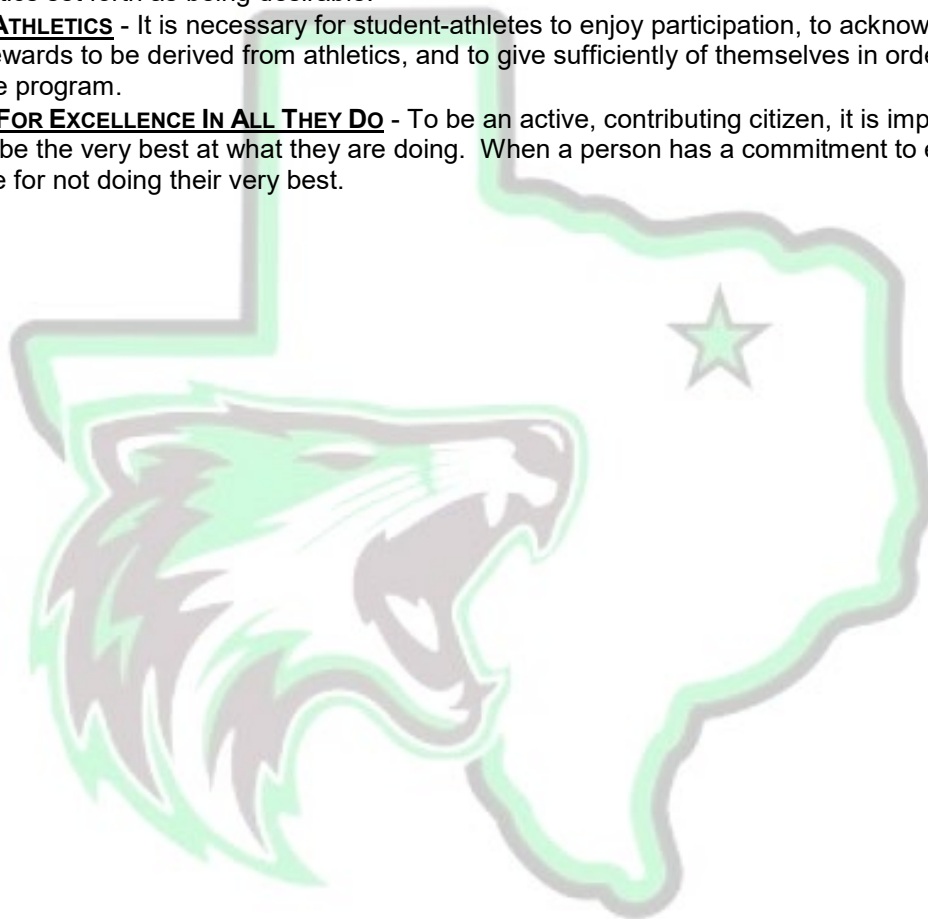 set forth as being desirable.
ATHLETICS - It is necessary for student-athletes to enjoy participation, to acknow
ewards to be derived from athletics, and to give sufficiently of themselves in orde
e program.
FOR EXCELLENCE IN ALL THEY DO - To be an active, contributing citizen, it is imp
be the very best at what they are doing. When a person has a commitment to e
e for not doing their very best.